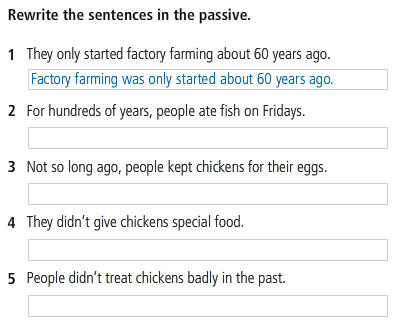 Rewrite the sentences in the passive.
1 They only started factory farming about 60 years ago.
Factory farming was only started about 60 years ago.
2 For hundreds of years, people ate fish on Fridays.
3 Not so long ago, people kept chickens for their eggs.
4 They didn't give chickens special food.
5 People didn't treat chickens badly in the past.